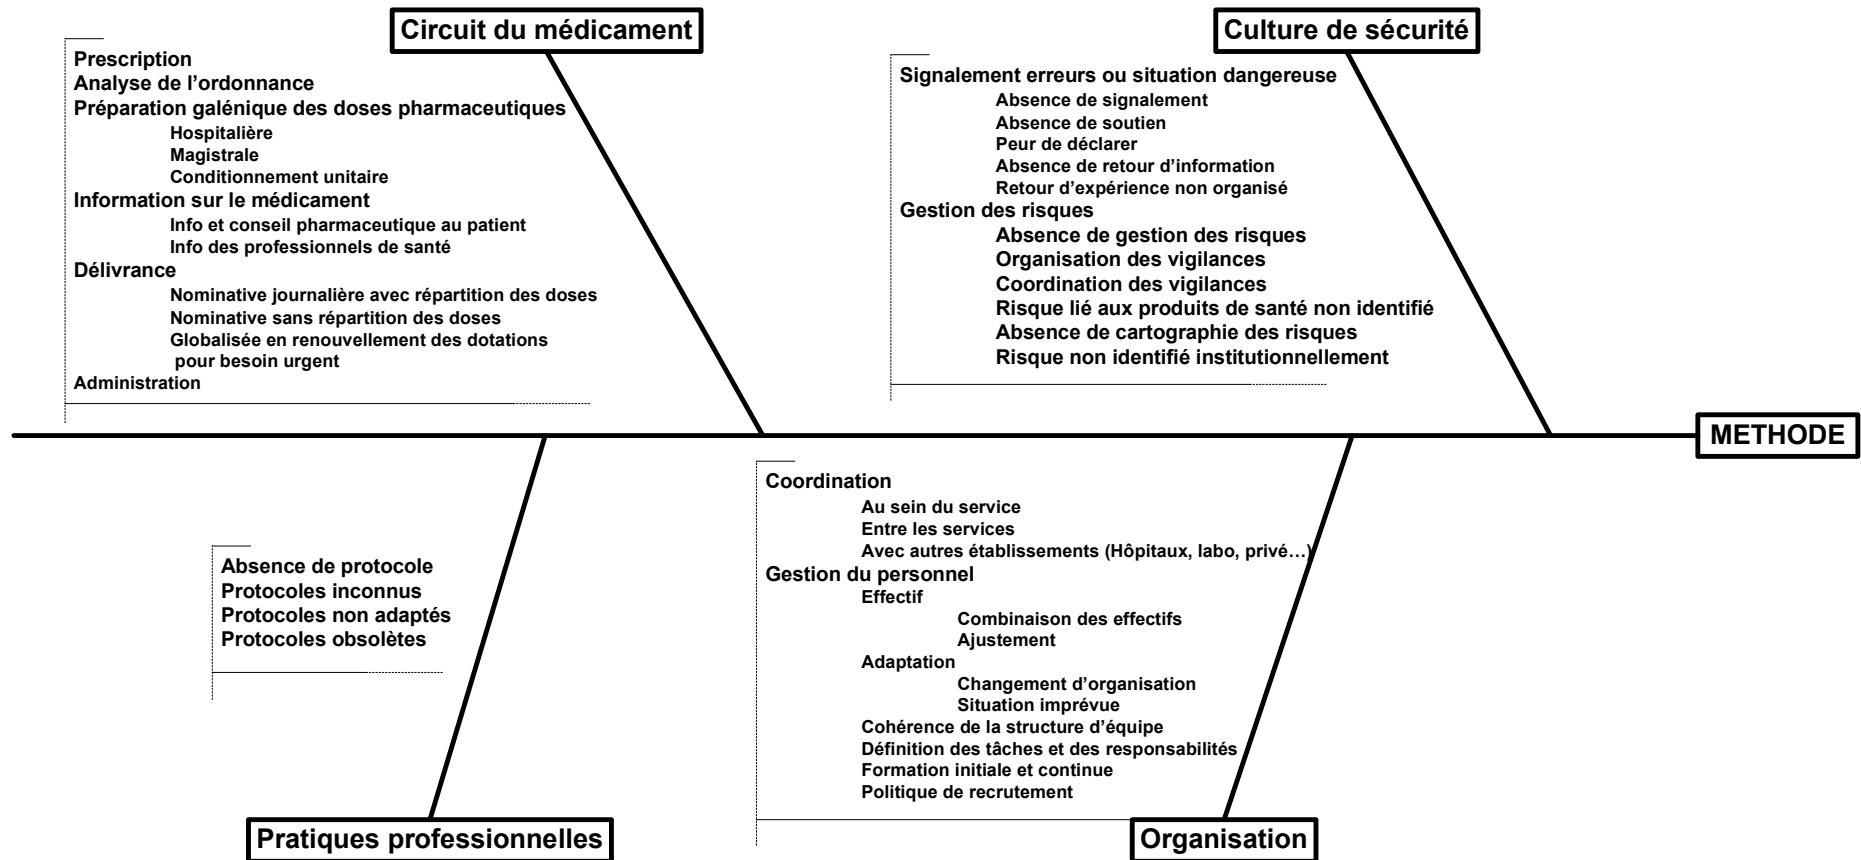 Circuit du médicament
Prescription
Analyse de l’ordonnance
Préparation galénique des doses pharmaceutiques
Hospitalière
Magistrale
Conditionnement unitaire
Information sur le médicament
Info et conseil pharmaceutique au patient
Info des professionnels de santé
Délivrance
Nominative journalière avec répartition des doses
Nominative sans répartition des doses
Globalisée en renouvellement des dotations
pour besoin urgent
Administration
Culture de sécurité
Signalement erreurs ou situation dangereuse
Absence de signalement
Absence de soutien
Peur de déclarer
Absence de retour d’information
Retour d’expérience non organisé
Gestion des risques
Absence de gestion des risques
Organisation des vigilances
Coordination des vigilances
Risque lié aux produits de santé non identifié
Absence de cartographie des risques
Risque non identifié institutionnellement
METHODE
Absence de protocole
Protocoles inconnus
Protocoles non adaptés
Protocoles obsolètes
Pratiques professionnelles
Coordination
Au sein du service
Entre les services
Avec autres établissements (Hôpitaux, labo, privé…)
Gestion du personnel
Effectif
Combinaison des effectifs
Ajustement
Adaptation
Changement d’organisation
Situation imprévue
Cohérence de la structure d’équipe
Définition des tâches et des responsabilités
Formation initiale et continue
Politique de recrutement
Organisation